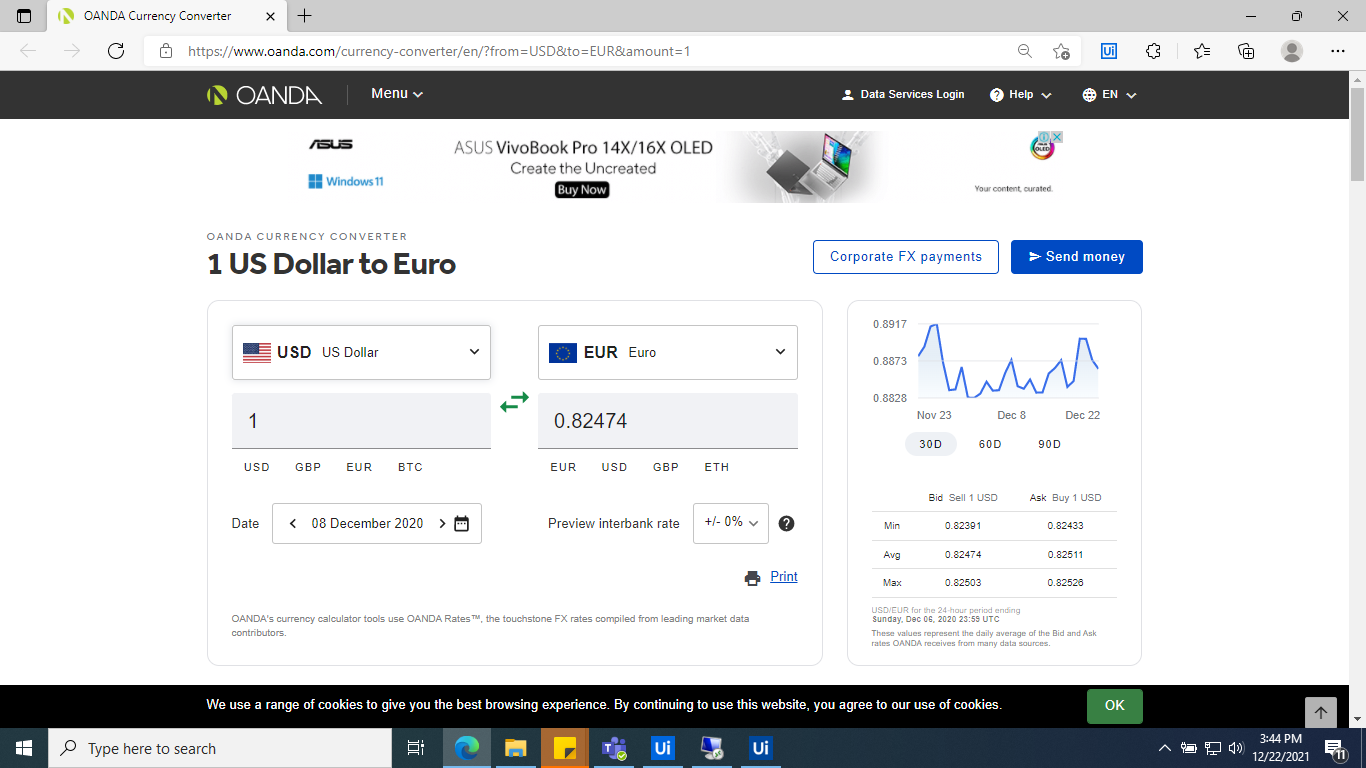 OANDA Currency Converter
https://www.oanda.com/currency-converter/en/?from=USD&to=EUR&amount=1
OANDA
Menu
Data Services Login
Help
EN
ASUS
Windows 11
ASUS VivoBook Pro 14X/16X OLED
Create the Uncreated
Buy Now
OLED
Your content, curated.
OANDA CURRENCY CONVERTER
1 US Dollar to Euro
Corporate FX payments
Send money
USD US Dollar
EUR Euro
1
0.82474
USD GBP EUR BTC
EUR USD GBP ETH
Date
08 December 2020
Preview interbank rate
+/- 0%
Print
OANDA's currency calculator tools use OANDA Rates™, the touchstone FX rates compiled from leading market data
contributors.
0.8917
0.8873
0.8828
Nov 23 Dec 8 Dec 22
30D 60D 90D
Bid Sell 1 USD Ask Buy 1 USD
Min 0.82391 0.82433
Avg 0.82474 0.82511
Max 0.82503 0.82526
USD/EUR for the 24-hour period ending
Sunday, Dec 06, 2020 23:59 UTC
These values represent the daily average of the Bid and Ask
rates OANDA receives from many data sources.
We use a range of cookies to give you the best browsing experience. By continuing to use this website, you agree to our use of cookies.
OK
Type here to search
Ui
Ui
Ui
3:44 PM
12/22/2021
11